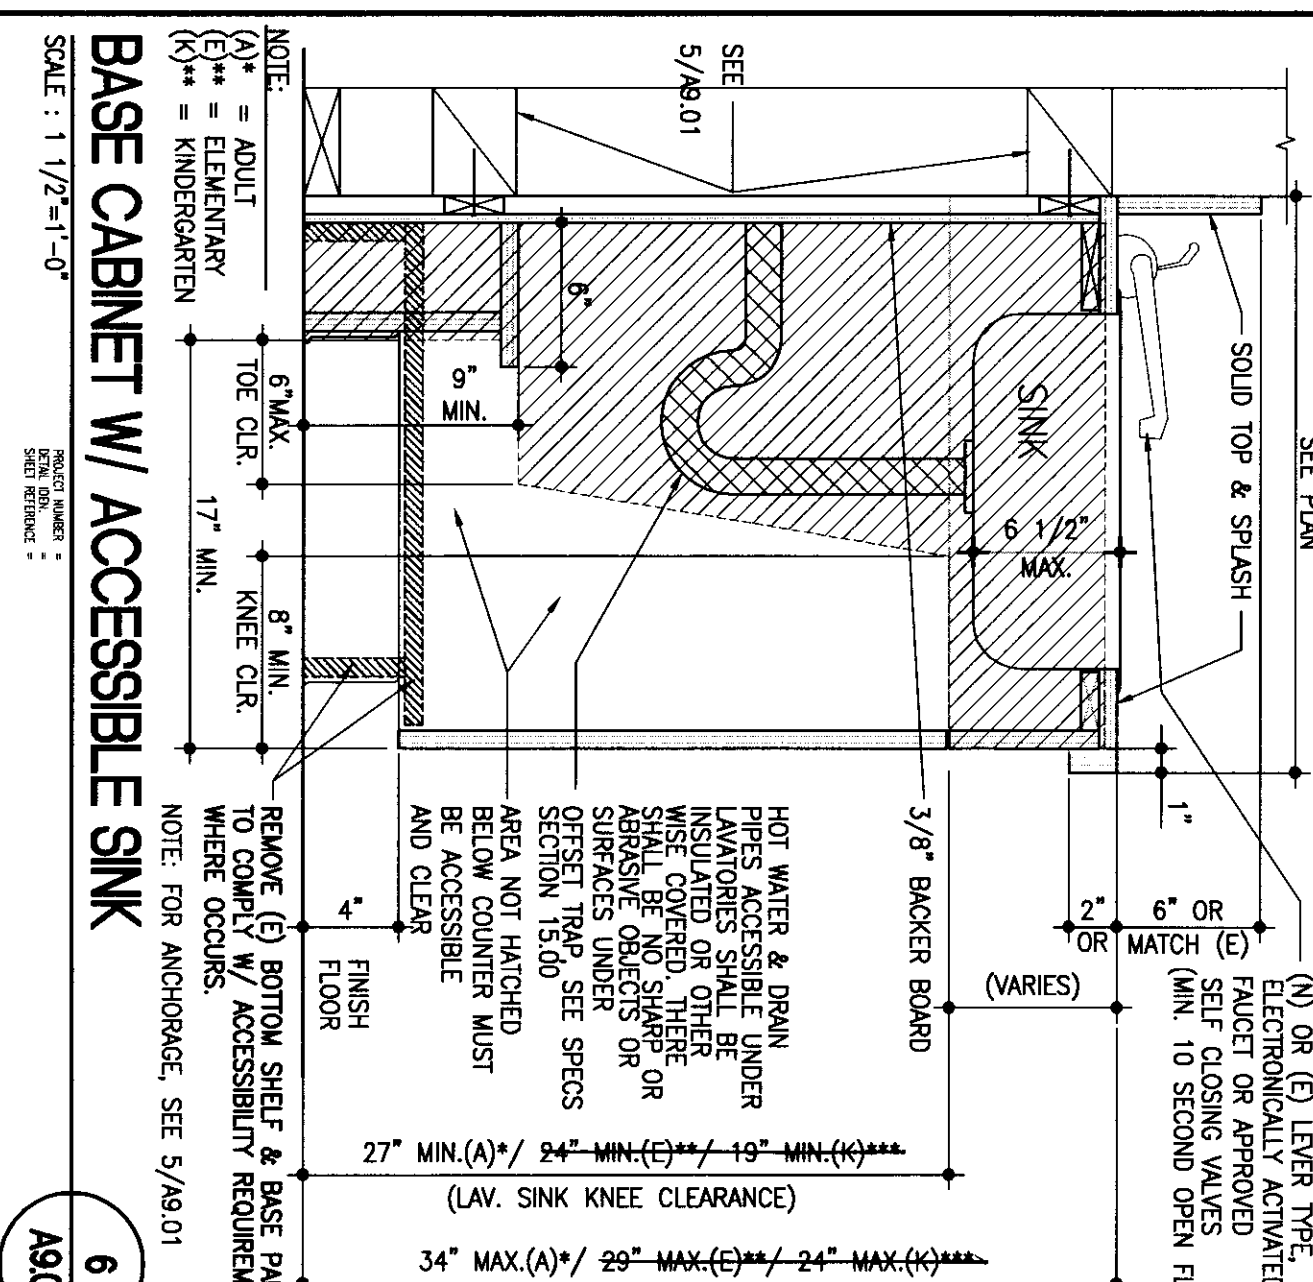 SEE PLAN
SEE
5/A9.01
SOLID TOP & SPLASH
SINK
6 1/2"
MAX.
6"
9"
MIN.
1"
6" OR
MATCH (E)
2"
OR
(VARIES)
(N) OR (E) LEVER TYPE,
ELECTRONICALLY ACTIVATED
FAUCET OR APPROVED
SELF CLOSING VALVES
(MIN. 10 SECOND OPEN
3/8" BACKER BOARD
HOT WATER & DRAIN
PIPES ACCESSIBLE UNDER
LAVATORIES SHALL BE
INSULATED OR OTHER
WISE COVERED. THERE
SHALL BE NO SHARP OR
ABRASIVE OBJECTS OR
SURFACES UNDER
OFFSET TRAP, SEE SPECS
SECTION 15.00
AREA NOT HATCHED
BELOW COUNTER MUST
BE ACCESSIBLE
AND CLEAR
4"
FINISH
FLOOR
27" MIN.(A)*/ 24" MIN.(E)**/ 19" MIN.(K)***
(LAV. SINK KNEE CLEARANCE)
34" MAX.(A)*/ 29" MAX.(E)**/ 24" MAX.(K)***
6"MAX.
TOE CLR.
8" MIN.
KNEE CLR.
17" MIN.
REMOVE (E) BOTTOM SHELF & BASE
TO COMPLY W/ ACCESSIBILITY
WHERE OCCURS.
NOTE: FOR ANCHORAGE, SEE 5/A9.01
NOTE:
(A)* = ADULT
(E)** = ELEMENTARY
(K)** = KINDERGARTEN
BASE CABINET W/ ACCESSIBLE SINK
SCALE : 1 1/2"=1'-0"
PROJECT NUMBER =
DETAIL IDEN. =
SHEET REFERENCE =
6